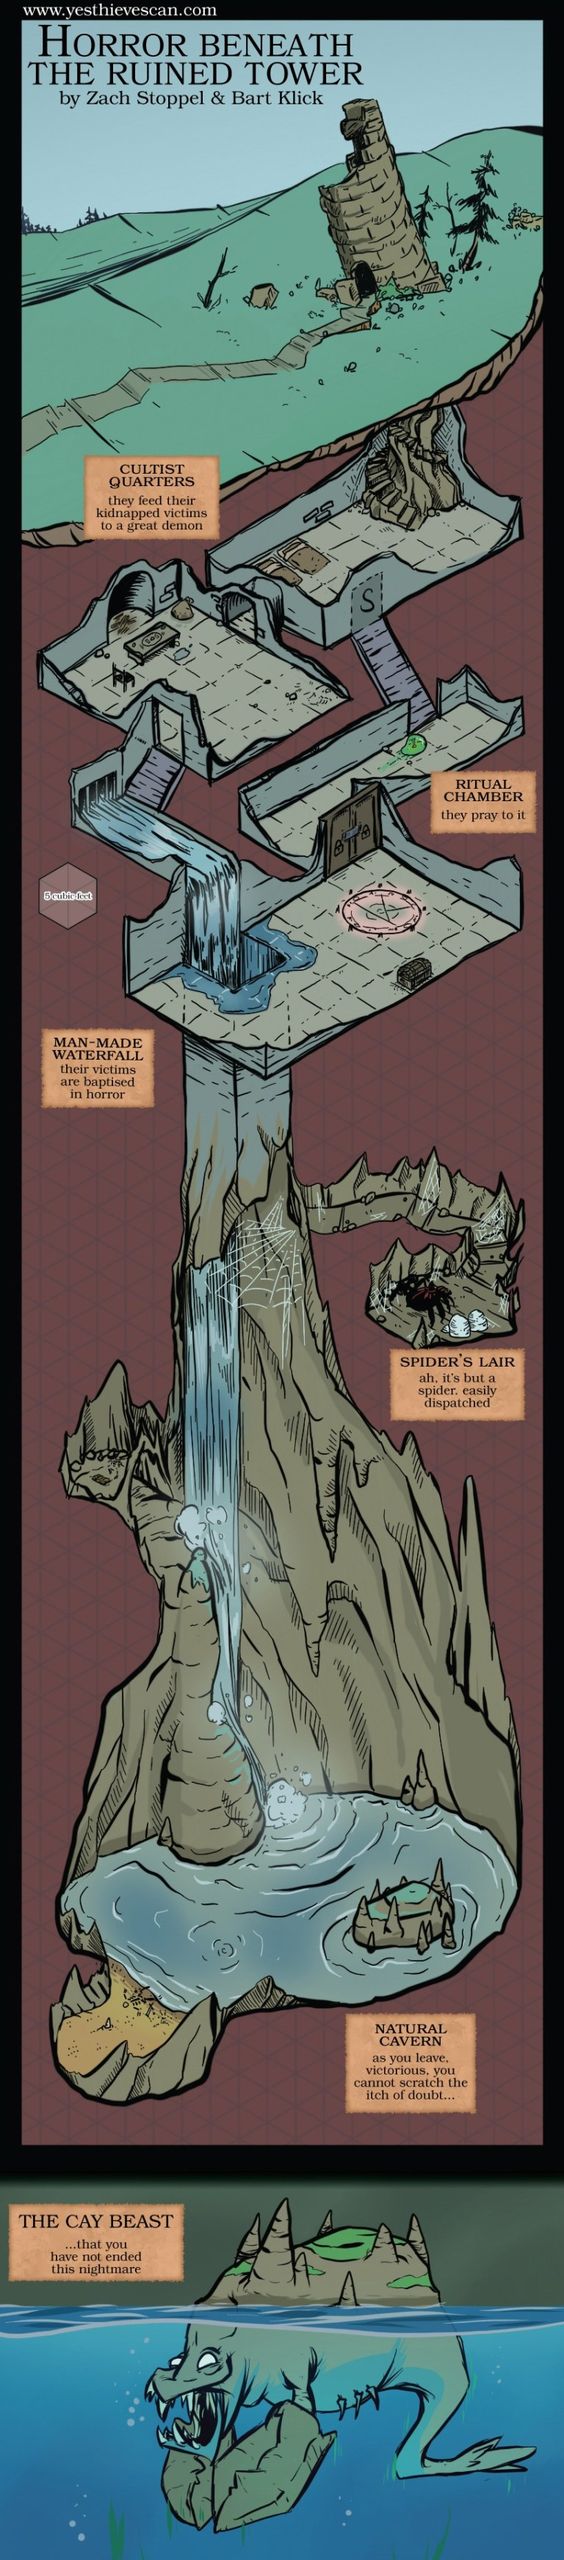 www.yesthievescan.com
HORROR BENEATH
THE RUINED TOWER
by Zach Stoppel & Bart Klick
CULTIST
QUARTERS
they feed their
kidnapped victims
to a great demon
S
RITUAL
CHAMBER
they pray to it
5 cubic feet
MAN-MADE
WATERFALL
their victims
are baptised
in horror
SPIDER'S LAIR
ah, it's but a
spider. easily
dispatched
NATURAL
CAVERN
as you leave,
victorious, you
cannot scratch the
itch of doubt...
THE CAY BEAST
...that you
have not ended
this nightmare